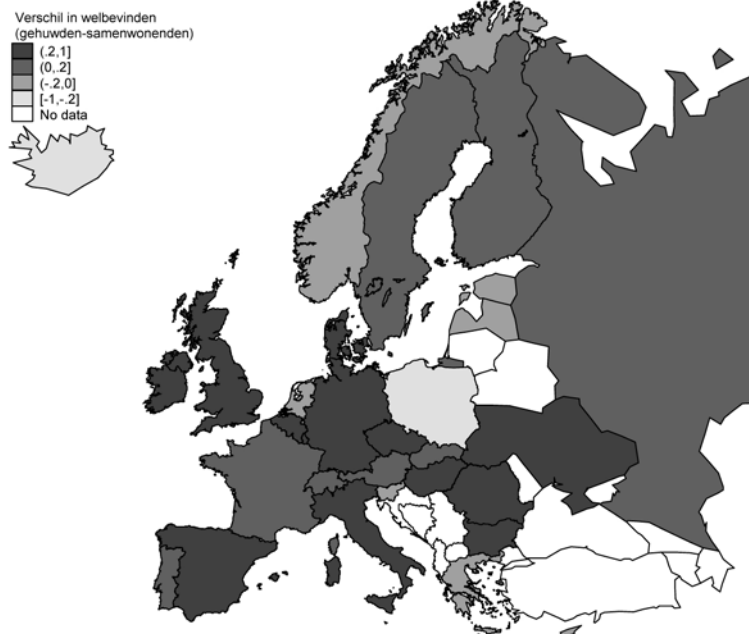 Verschil in welbevinden
(gehuwden-samenwonenden)
(.2,1]
(0,.2]
(-.2,0]
[-1,-.2]
No data